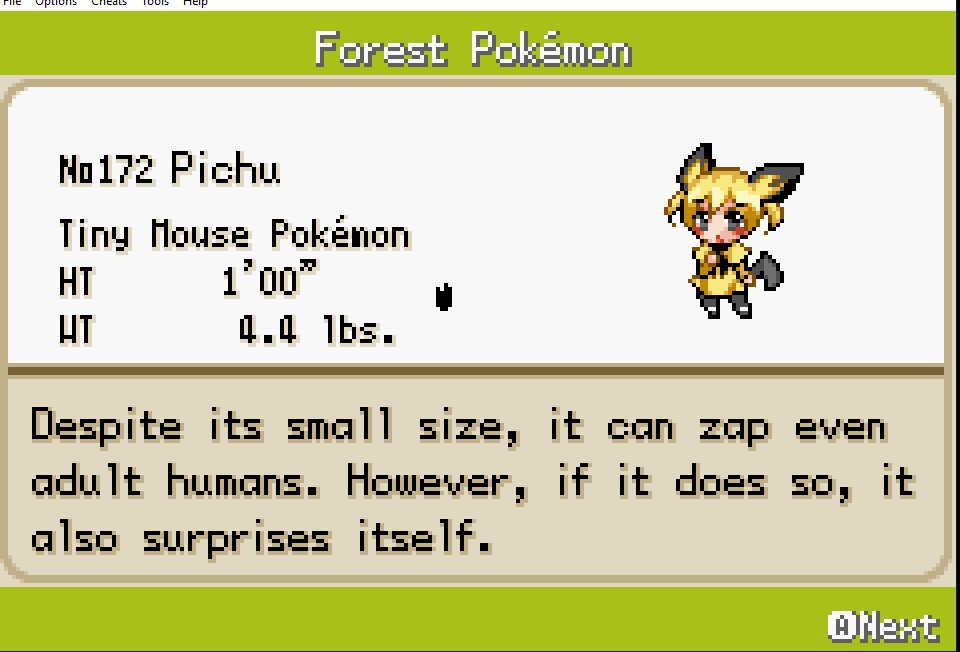 File Options Cheats Tools Help
Forest Pokémon
No172 Pichu
Tiny Mouse Pokémon
HT 1'00"
WT 4.4 lbs.
Despite its small size, it can zap even
adult humans. However, if it does so, it
also surprises itself.
A Next